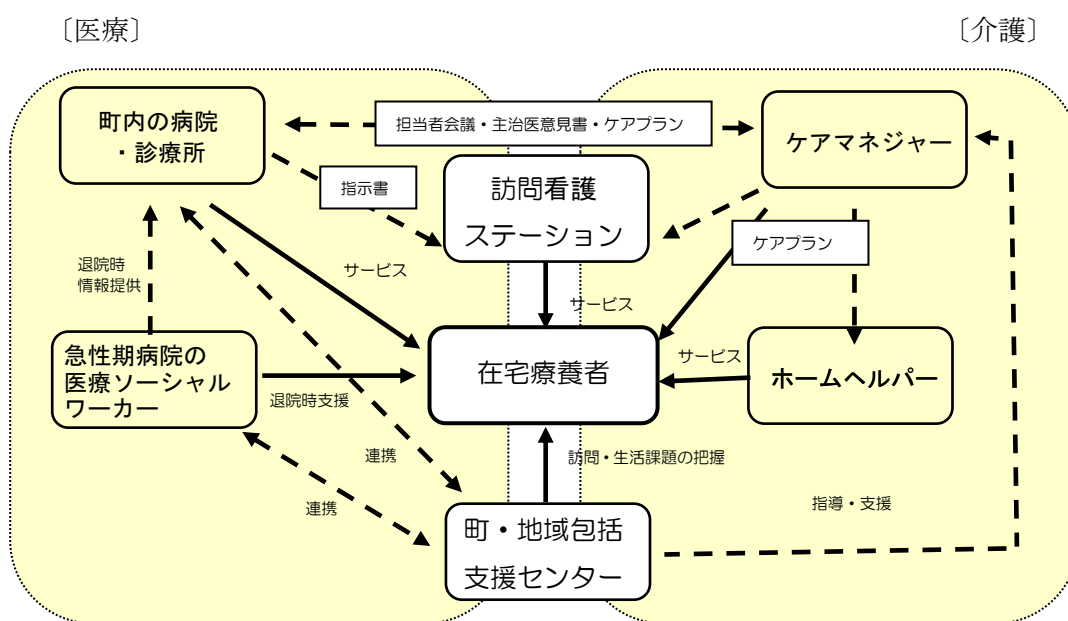 〔医療〕
〔介護〕
町内の病院
・診療所
担当者会議・主治医意見書・ケアプラン
ケアマネジャー
指示書
訪問看護
ステーション
ケアプラン
退院時
情報提供
サービス
サービス
急性期病院の
医療ソーシャル
ワーカー
在宅療養者
サービス
ホームヘルパー
退院時支援
連携
訪問・生活課題の把握
連携
指導・支援
町・地域包括
支援センター